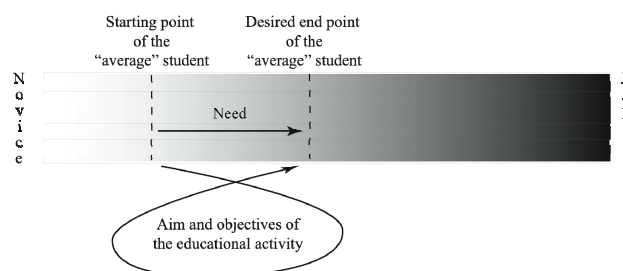 Starting point
of the
“average” student
Desired end point
of the
“average” student
Novice
Need
Aim and objectives of
the educational activity